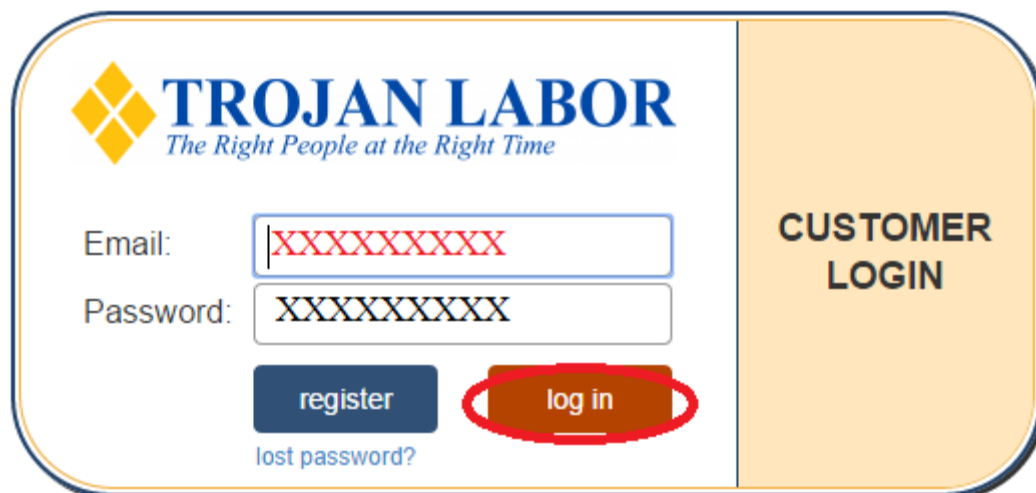 TROJAN LABOR
The Right People at the Right Time
Email: XXXXXXXXX
Password: XXXXXXXXX
register log in
lost password?
CUSTOMER
LOGIN